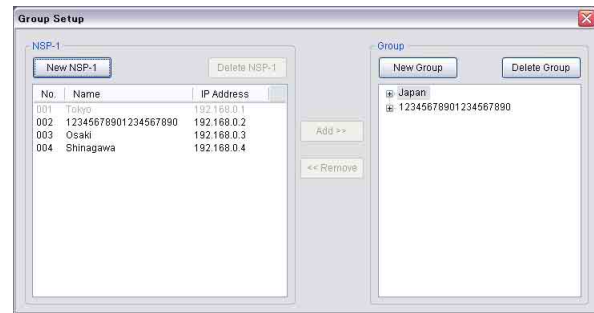 Group Setup
NSP-1
New NSP-1 Delete NSP-1
No. Name IP Address
001 Tokyo 192.168.0.1
002 12345678901234567890 192.168.0.2
003 Osaki 192.168.0.3
004 Shinagawa 192.168.0.4
Add >>
<< Remove
Group
New Group Delete Group
Japan
12345678901234567890